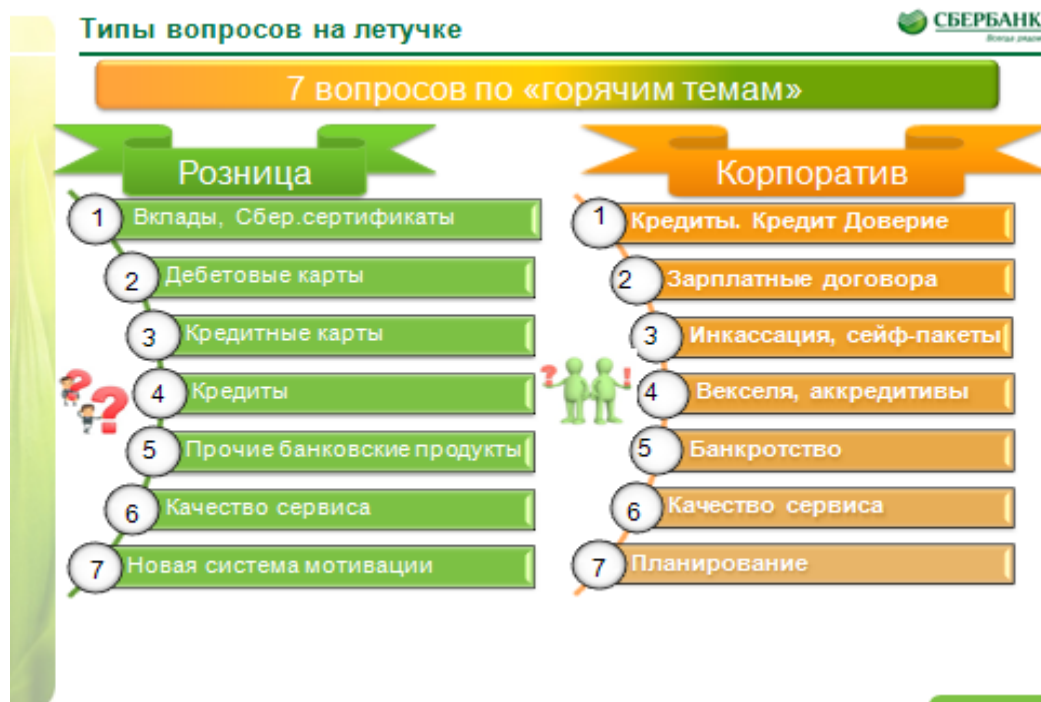 Типы вопросов на летучке
СБЕРБАНК
Всегда рядом
7 вопросов по «горячим темам»
Розница
1 Вклады, Сбер.сертификаты
2 Дебетовые карты
3 Кредитные карты
4 Кредиты
5 Прочие банковские продукты
6 Качество сервиса
7 Новая система мотивации
Корпоратив
1 Кредиты. Кредит Доверие
2 Зарплатные договора
3 Инкассация, сейф-пакеты
4 Векселя, аккредитивы
5 Банкротство
6 Качество сервиса
7 Планирование